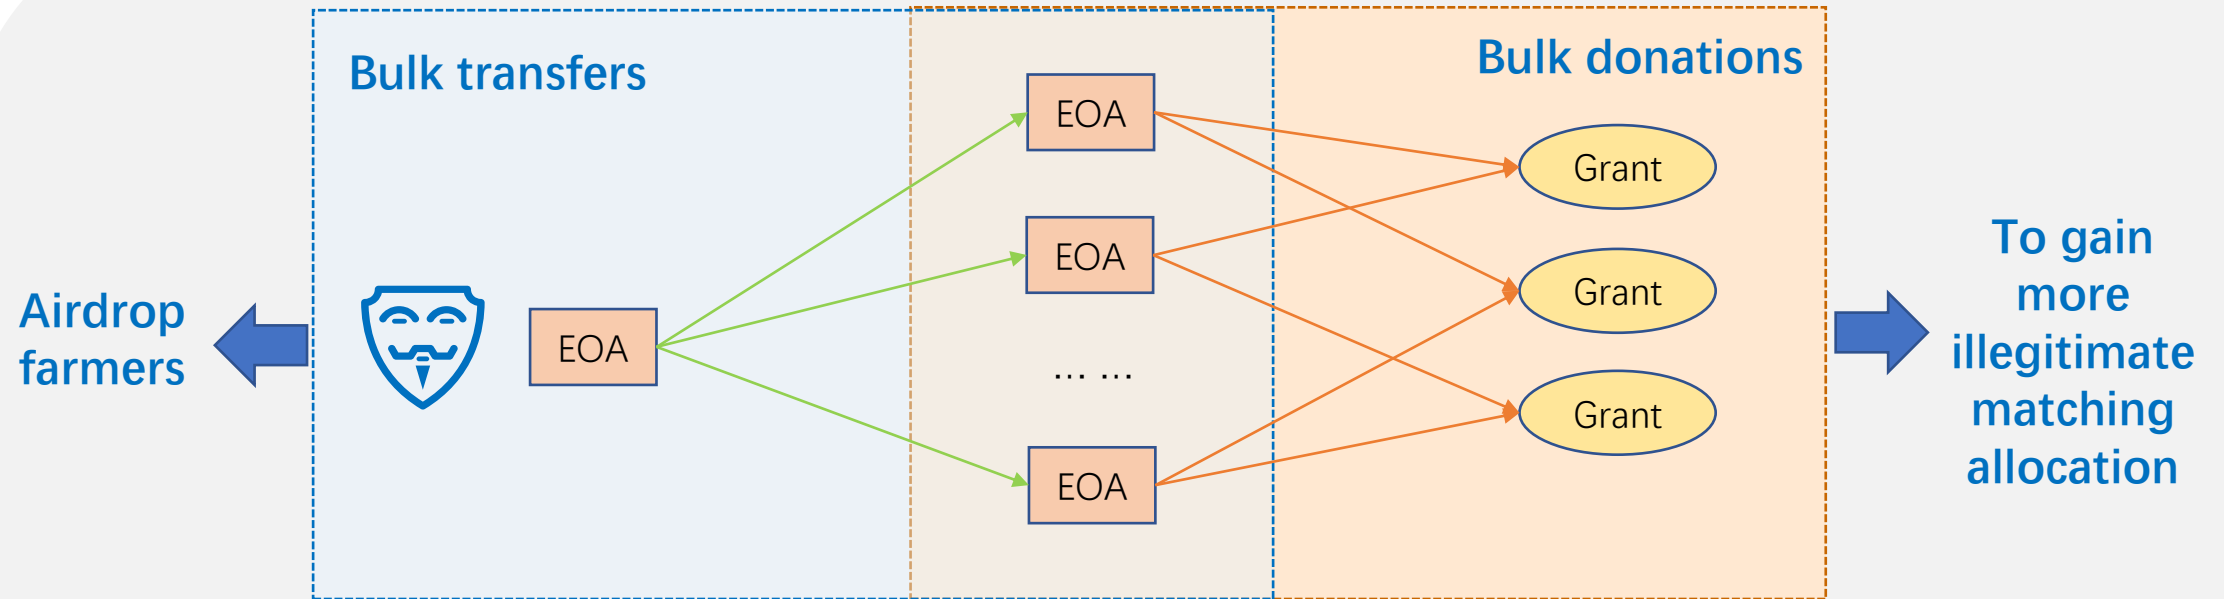 Bulk transfers
Bulk donations
Airdrop
farmers
EOA
EOA
EOA
... ...
EOA
Grant
Grant
Grant
To gain
more
illegitimate
matching
allocation